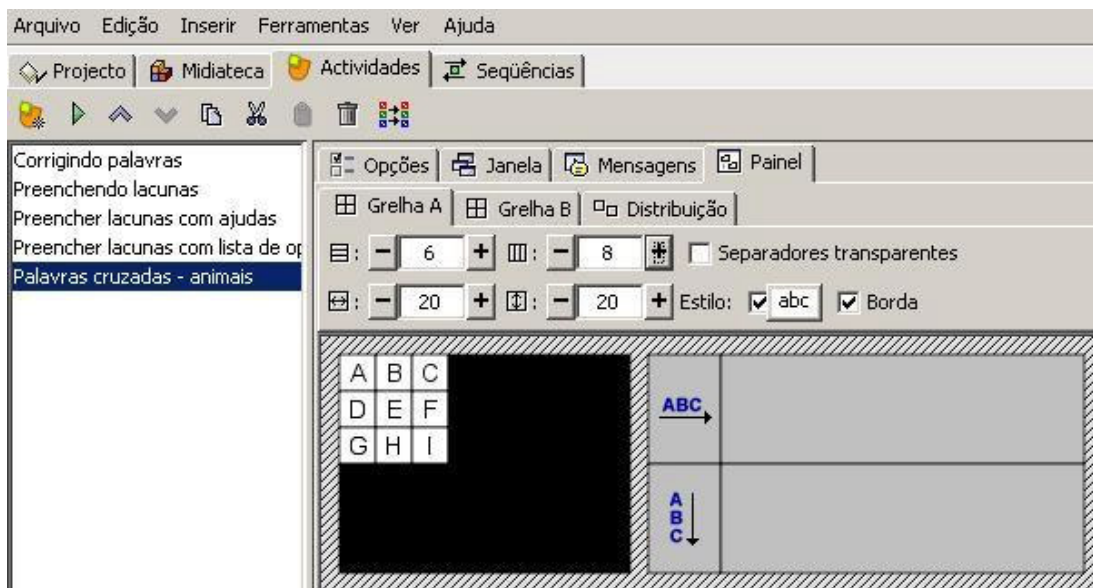 Arquivo Edição Inserir Ferramentas Ver Ajuda
Projecto Midiateca Actividades Seqüências
Corrigindo palavras
Preenchendo lacunas
Preencher lacunas com ajudas
Preencher lacunas com lista de op
Palavras cruzadas - animais
Opções Janela Mensagens Painel
Grelha A Grelha B Distribuição
: - 6 + : - 8 + Separadores transparentes
: - 20 + : - 20 + Estilo: abc Borda
A B C
D E F
G H I
ABC
A
B
C